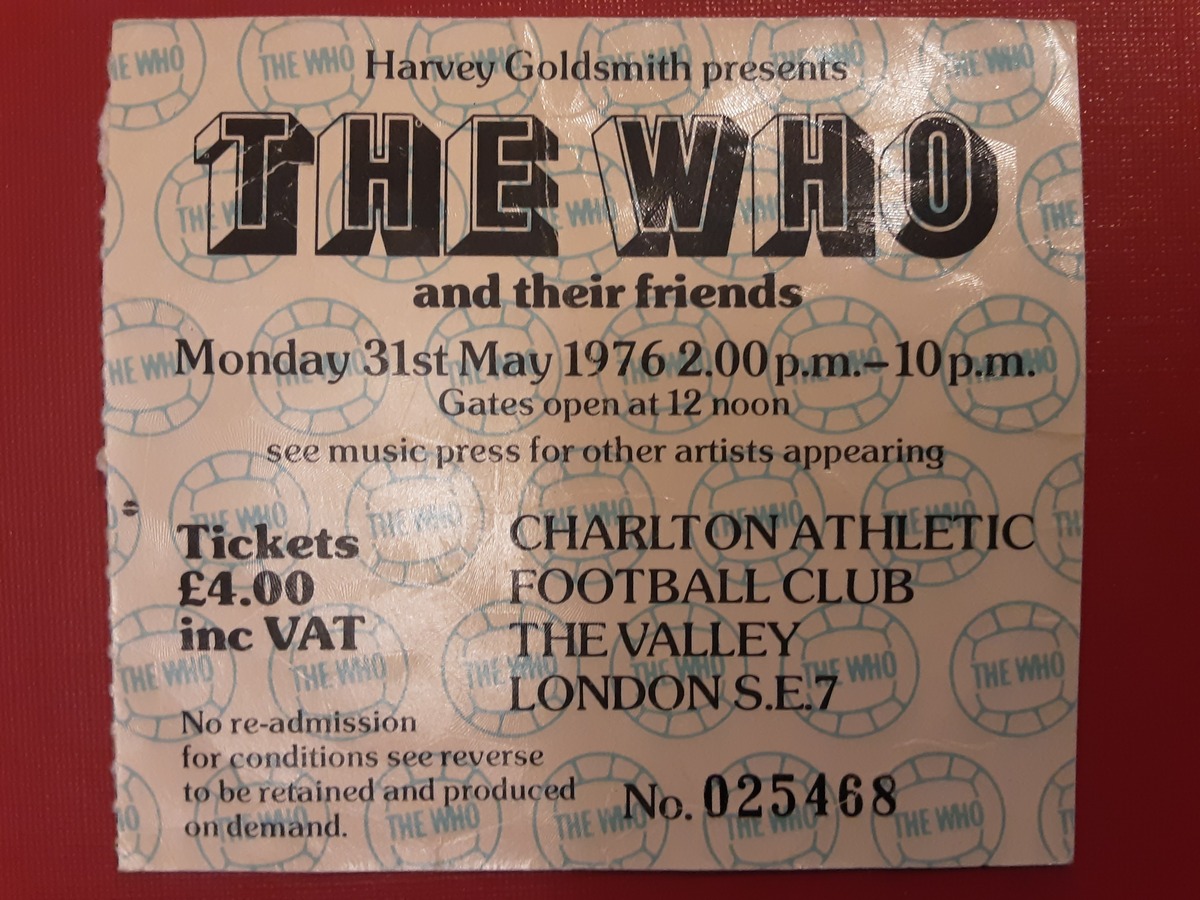 Harvey Goldsmith presents
THE WHO
and their friends
Monday 31st May 1976 2.00p.m.–10p.m.
Gates open at 12 noon
see music press for other artists appearing
Tickets
£4.00
inc VAT
CHARLTON ATHLETIC
FOOTBALL CLUB
THE VALLEY
LONDON S.E.7
No re-admission
for conditions see reverse
to be retained and produced
on demand.
No. 025468